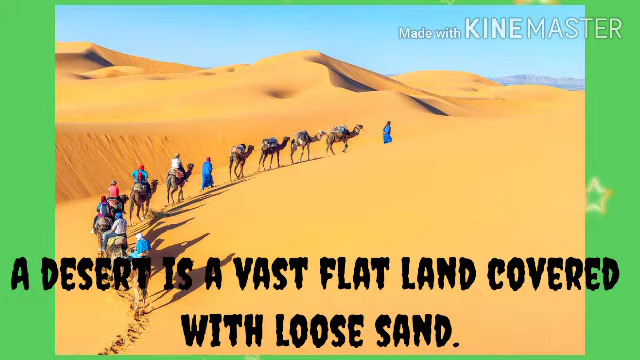 Made with KINEMASTER
A DESERT IS A VAST FLAT LAND COVERED
WITH LOOSE SAND.